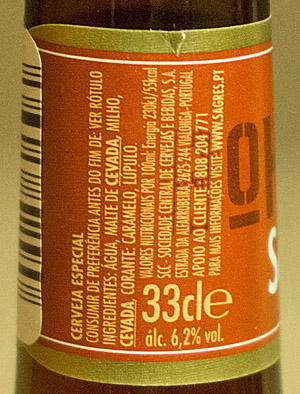 CERVEJA ESPECIAL
CONSUMIR DE PREFERÊNCIA ANTES DO FIM DE: VER RÓTULO
INGREDIENTES: ÁGUA, MALTE DE CEVADA, MILHO,
CEVADA, CORANTE: CARAMELO, LÚPULO.
VALORES NUTRICIONAIS POR 100ml: Energia 230kJ/55kcal
SCC - SOCIEDADE CENTRAL DE CERVEJAS E BEBIDAS, S.A.
ESTRADA DA ALFARROBEIRA, 2625-244 VIALONGA-PORTUGAL
APOIO AO CLIENTE: 808 204 771
PARA MAIS INFORMAÇÕES VISITE: WWW.SAGRES.PT
33cl e
álc. 6,2% vol.